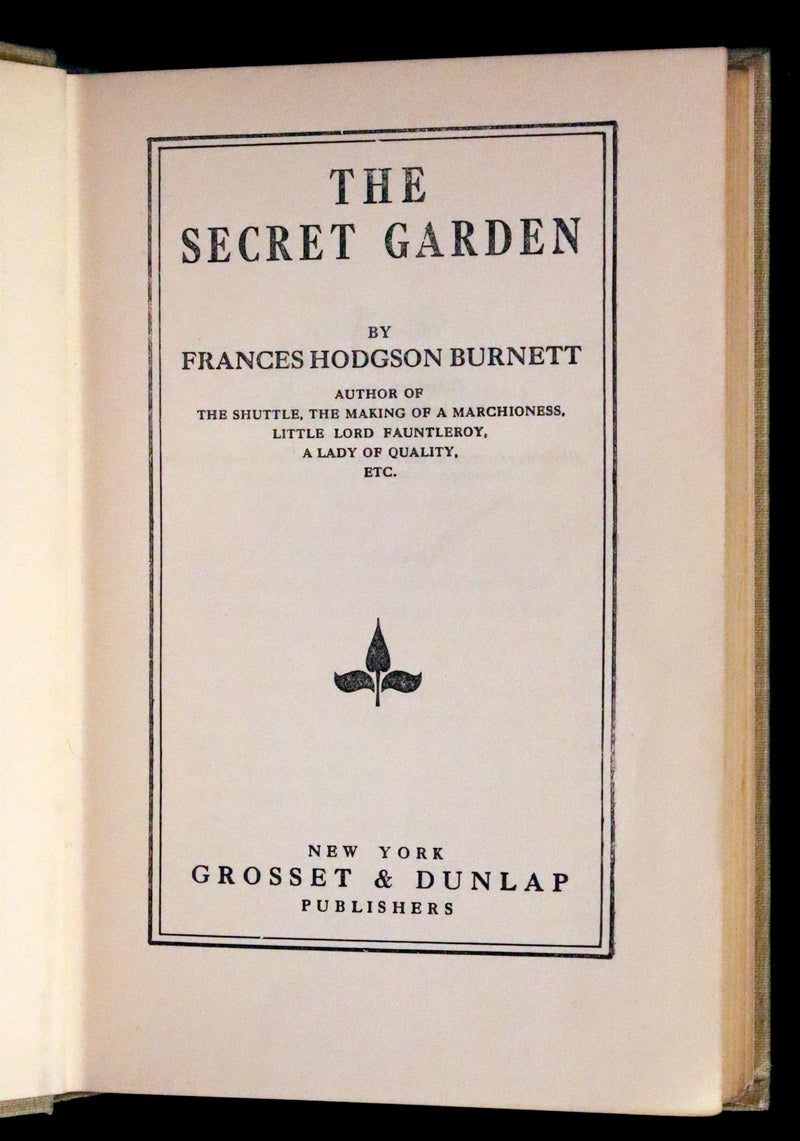 THE
SECRET GARDEN
BY
FRANCES HODGSON BURNETT
AUTHOR OF
THE SHUTTLE, THE MAKING OF A MARCHIONESS,
LITTLE LORD FAUNTLEROY,
A LADY OF QUALITY,
ETC.
NEW YORK
GROSSET & DUNLAP
PUBLISHERS